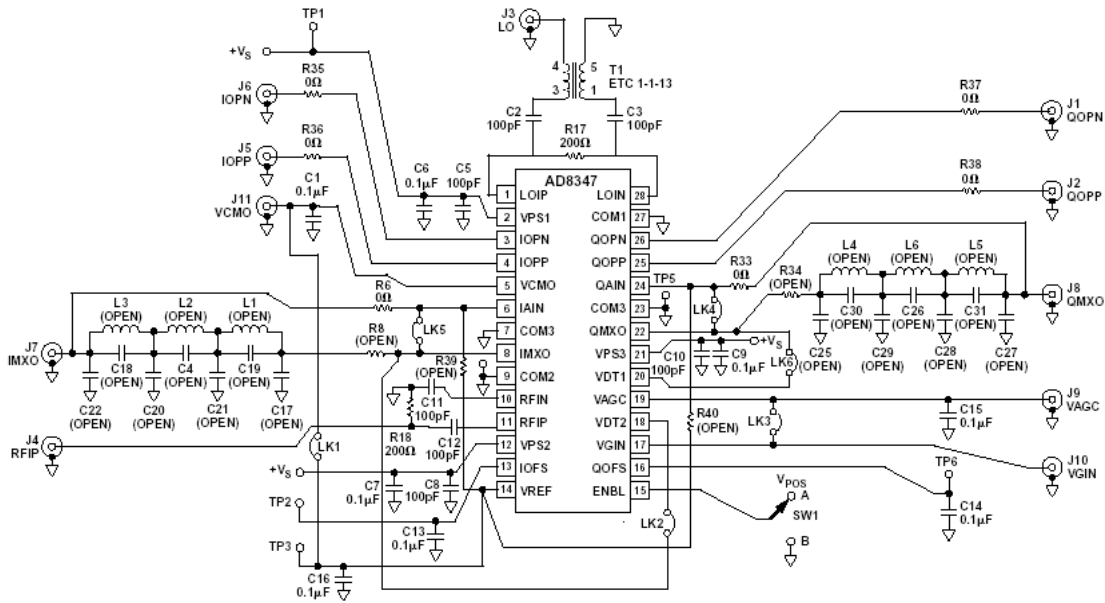 TP1
J3
LO
+VS
R35
0Ω
J6
IOPN
4
5
3
1
T1
ETC 1-1-13
C2
100pF
C3
100pF
R17
200Ω
R37
0Ω
J1
QOPN
R36
0Ω
J5
IOPP
C6
0.1µF
C5
100pF
R38
0Ω
J2
QOPP
C1
0.1µF
J11
VCMO
AD8347
1 LOIP
2 VPS1
3 IOPN
4 IOPP
5 VCMO
6 IAIN
7 COM3
8 IMXO
9 COM2
10 RFIN
11 RFIP
12 VPS2
13 IOFS
14 VREF
LOIN 28
COM1 27
QOPN 26
QOPP 25
QAIN 24
COM3 23
QMXO 22
VPS3 21
VDT1 20
VAGC 19
VDT2 18
VGIN 17
QOFS 16
ENBL 15
TP5
R33
0Ω
LK4
R34
(OPEN)
L4
(OPEN)
L6
(OPEN)
L5
(OPEN)
J8
QMXO
C30
(OPEN)
C26
(OPEN)
C31
(OPEN)
C25
(OPEN)
C29
(OPEN)
C28
(OPEN)
C27
(OPEN)
R6
0Ω
LK5
R8
(OPEN)
R39
(OPEN)
L3
(OPEN)
L2
(OPEN)
L1
(OPEN)
J7
IMXO
C18
(OPEN)
C4
(OPEN)
C19
(OPEN)
C22
(OPEN)
C20
(OPEN)
C21
(OPEN)
C17
(OPEN)
+VS
C10
100pF
C9
0.1µF
LK6
J4
RFIP
C11
100pF
R18
200Ω
C12
100pF
LK1
R40
(OPEN)
LK3
C15
0.1µF
J9
VAGC
J10
VGIN
+VS
C7
0.1µF
C8
100pF
TP2
C13
0.1µF
TP3
C16
0.1µF
LK2
VPOS
A
SW1
B
TP6
C14
0.1µF